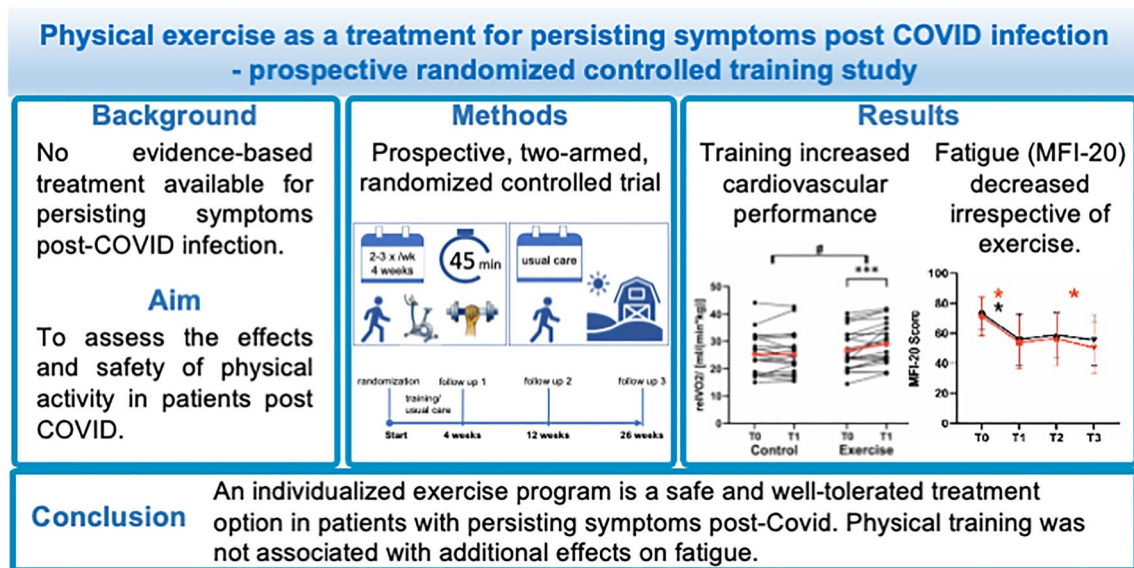 Physical exercise as a treatment for persisting symptoms post COVID infection
- prospective randomized controlled training study
Background
No evidence-based
treatment available for
persisting symptoms
post-COVID infection.
Aim
To assess the effects
and safety of physical
activity in patients post
COVID.
Methods
Prospective, two-armed,
randomized controlled trial
2-3 x /wk
4 weeks
45 min
usual care
randomization
follow up 1
follow up 2
follow up 3
training/
usual care
Start
4 weeks
12 weeks
26 weeks
Results
Training increased
cardiovascular
performance
#
***
relVO2/ [ml/(min*kg)]
50
40
30
20
10
0
T0
T1
T0
T1
Control
Exercise
Fatigue (MFI-20)
decreased
irrespective of
exercise.
MFI-20 Score
100
80
60
40
20
0
*
*
*
T0
T1
T2
T3
Conclusion
An individualized exercise program is a safe and well-tolerated treatment
option in patients with persisting symptoms post-Covid. Physical training was
not associated with additional effects on fatigue.